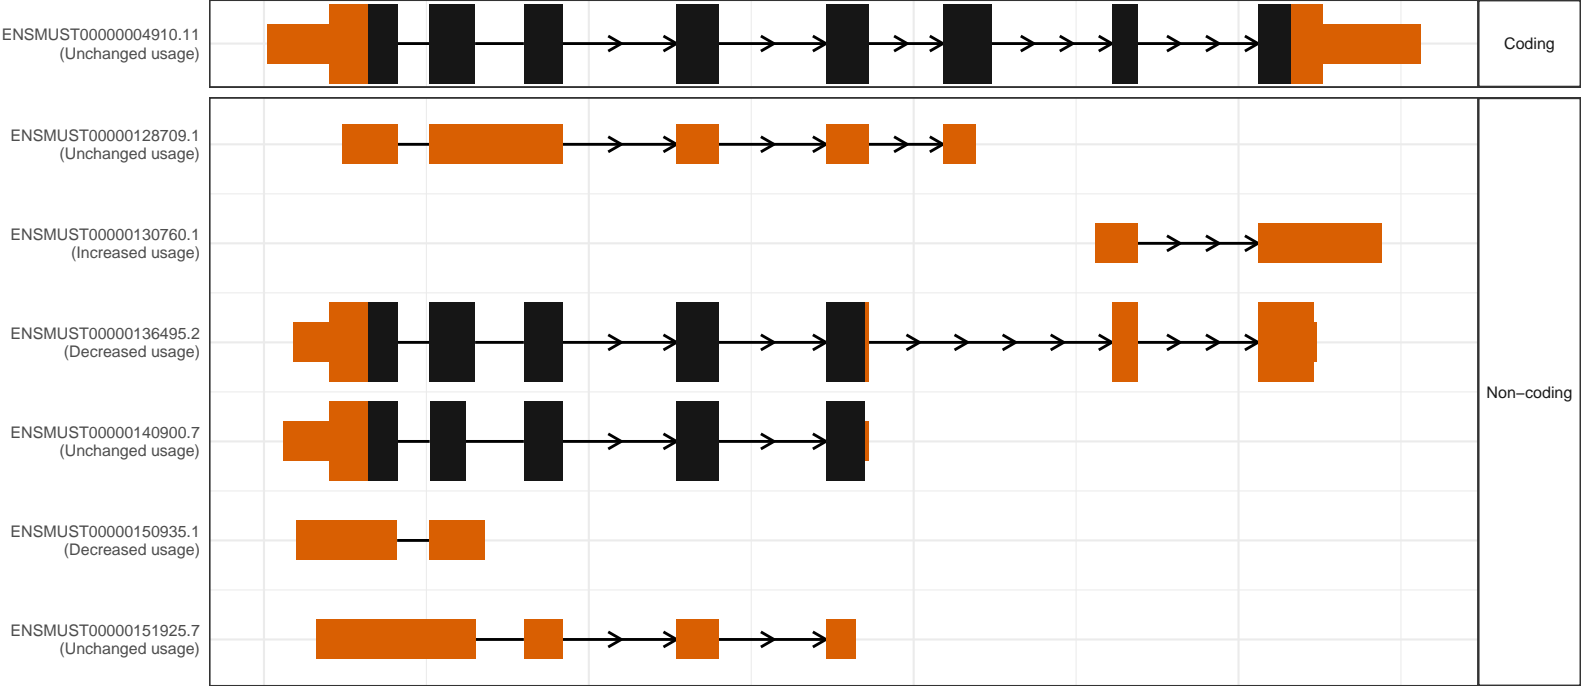 ENSMUST00000004910.11
(Unchanged usage)
Coding
ENSMUST00000128709.1
(Unchanged usage)
ENSMUST00000130760.1
(Increased usage)
ENSMUST00000136495.2
(Decreased usage)
Non−coding
ENSMUST00000140900.7
(Unchanged usage)
ENSMUST00000150935.1
(Decreased usage)
ENSMUST00000151925.7
(Unchanged usage)